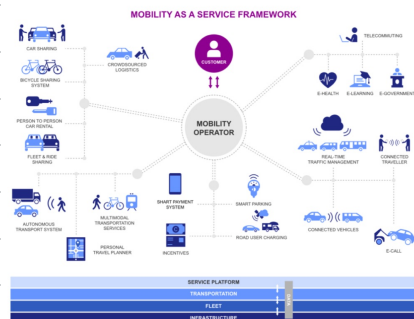 MOBILITY AS A SERVICE FRAMEWORK
CAR SHARING
CROWDSOURCED
LOGISTICS
BICYCLE SHARING
SYSTEM
PERSON TO PERSON
CAR RENTAL
FLEET & RIDE
SHARING
CUSTOMER
MOBILITY
OPERATOR
TELECOMMUTING
E-HEALTH
E-LEARNING
E-GOVERNMENT
REAL-TIME
TRAFFIC MANAGEMENT
CONNECTED
TRAVELLER
AUTONOMOUS
TRANSPORT SYSTEM
MULTIMODAL
TRANSPORTATION
SERVICES
PERSONAL
TRAVEL PLANNER
SMART PAYMENT
SYSTEM
INCENTIVES
SMART PARKING
ROAD USER CHARGING
CONNECTED VEHICLES
E-CALL
SERVICE PLATFORM
TRANSPORTATION
FLEET
INFRASTRUCTURE